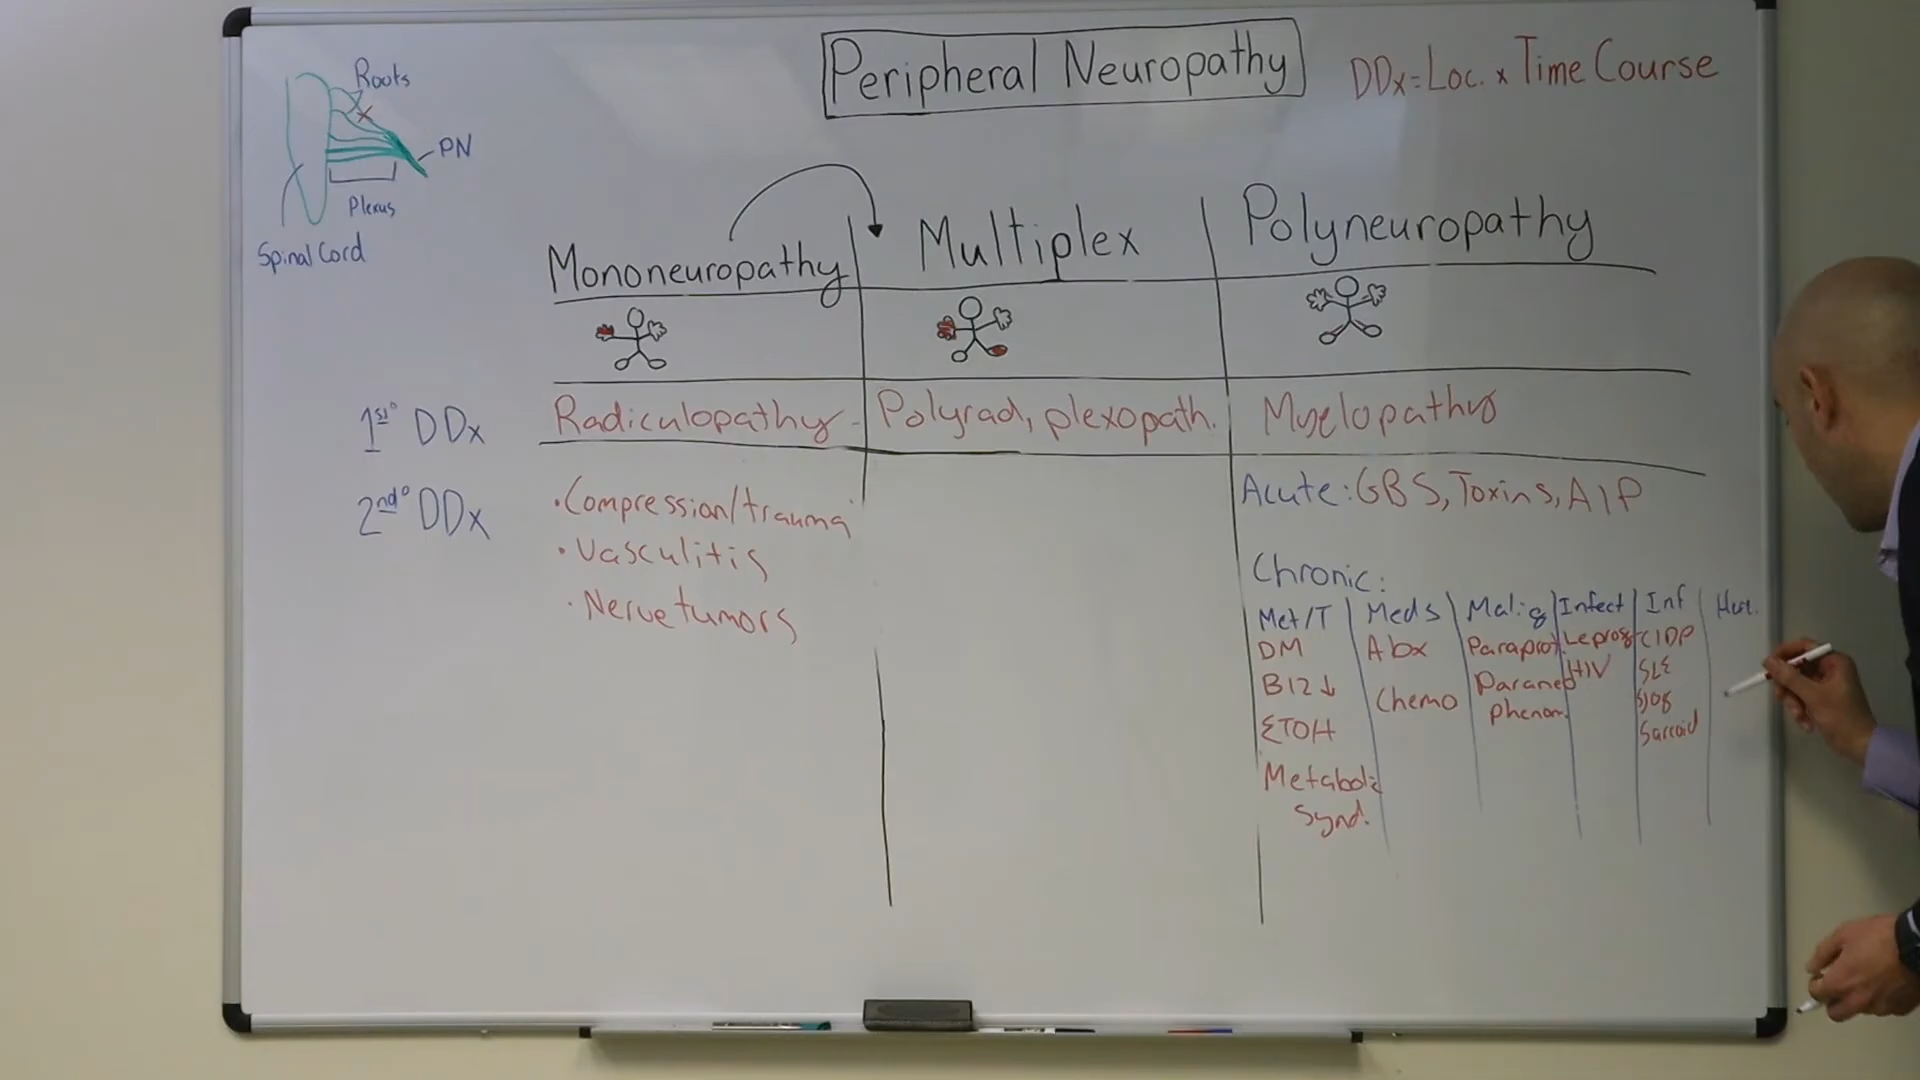 Peripheral Neuropathy
DDx=Loc. x Time Course
Roots
PN
Plexus
Spinal Cord
Mononeuropathy
Multiplex
Polyneuropathy
1st° DDx
Radiculopathy
Polyrad, plexopath.
Myelopathy
2nd° DDx
•Compression/trauma
•Vasculitis
•Nerve tumors
Acute: GBS, Toxins, AIP
Chronic:
Met/T
DM
B12↓
ETOH
Metabolic
Synd.
Meds
Abx
Chemo
Malig
Paraprot.
Paraneo
phenom.
Infect
Leprosy
HIV
Inf
CIDP
SLE
Sjog
Sarcoid
Here.